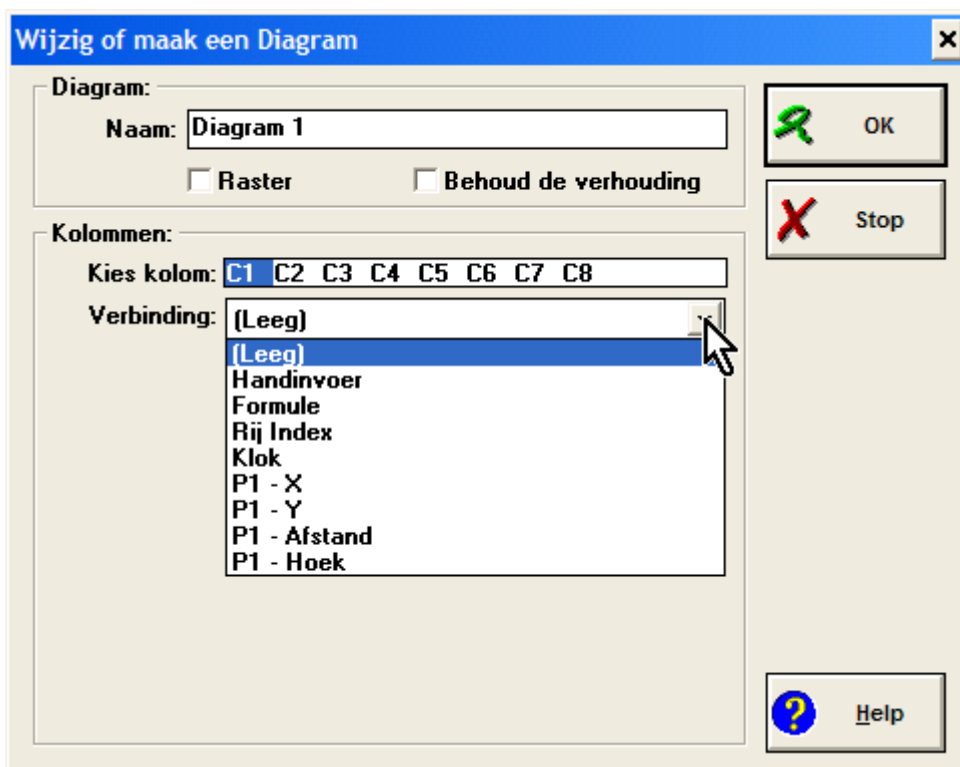 Wijzig of maak een Diagram
Diagram:
Naam: Diagram 1
Raster Behoud de verhouding
OK
Stop
Kolommen:
Kies kolom: C1 C2 C3 C4 C5 C6 C7 C8
Verbinding: (Leeg)
(Leeg)
Handinvoer
Formule
Rij Index
Klok
P1 - X
P1 - Y
P1 - Afstand
P1 - Hoek
Help